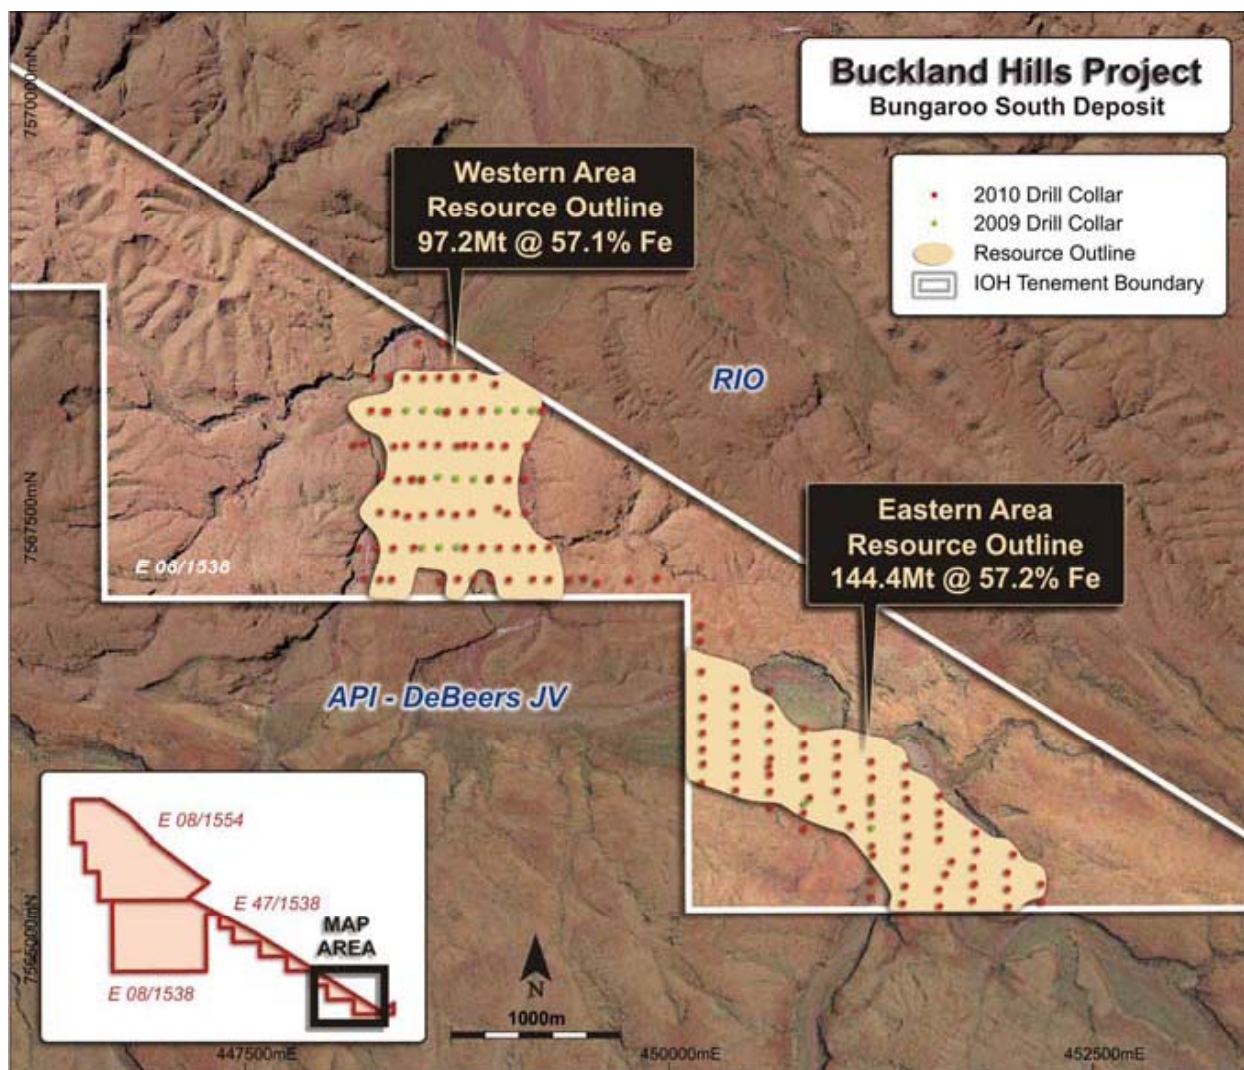 Buckland Hills Project
Bungaroo South Deposit
2010 Drill Collar
2009 Drill Collar
Resource Outline
IOH Tenement Boundary
Western Area
Resource Outline
97.2Mt @ 57.1% Fe
RIO
Eastern Area
Resource Outline
144.4Mt @ 57.2% Fe
E 08/1536
API - DeBeers JV
E 08/1554
E 47/1538
MAP
AREA
E 08/1538
N
1000m
7570000mN
7567500mN
7565000mN
447500mE
450000mE
452500mE